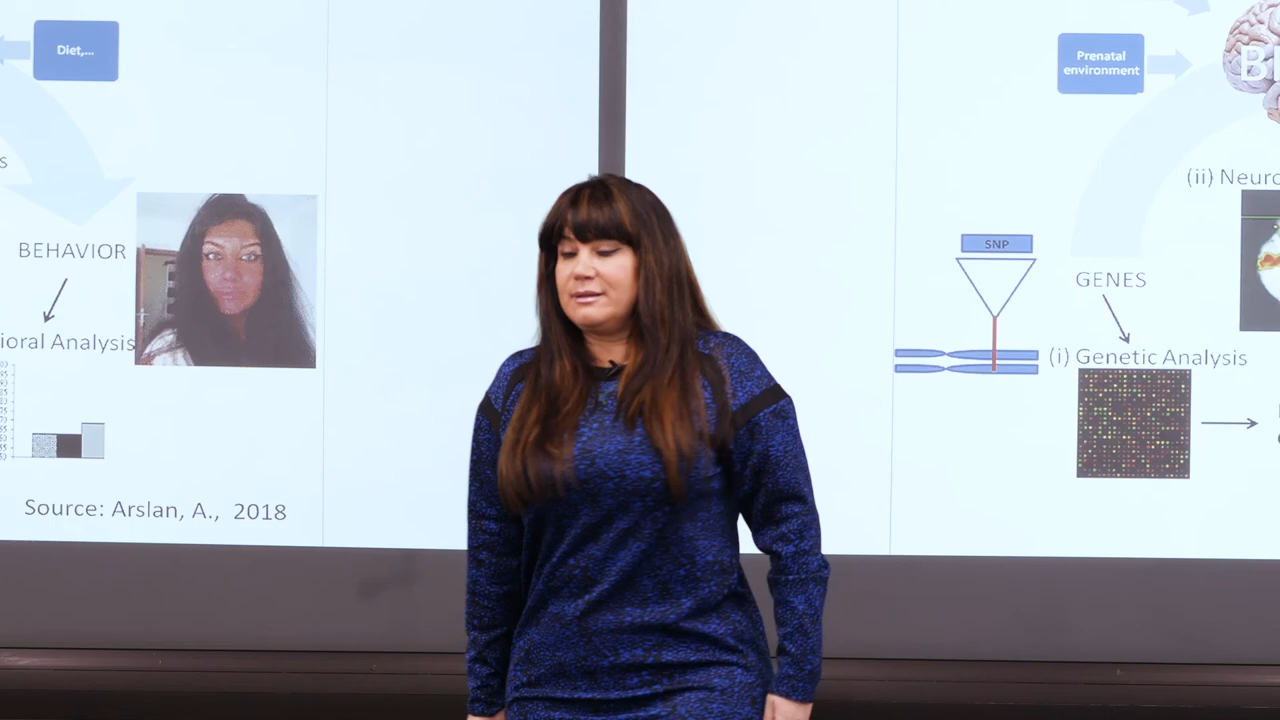 Diet,...
BEHAVIOR
ioral Analysis
Source: Arslan, A., 2018
Prenatal
environment
(ii) Neuro
SNP
GENES
(i) Genetic Analysis